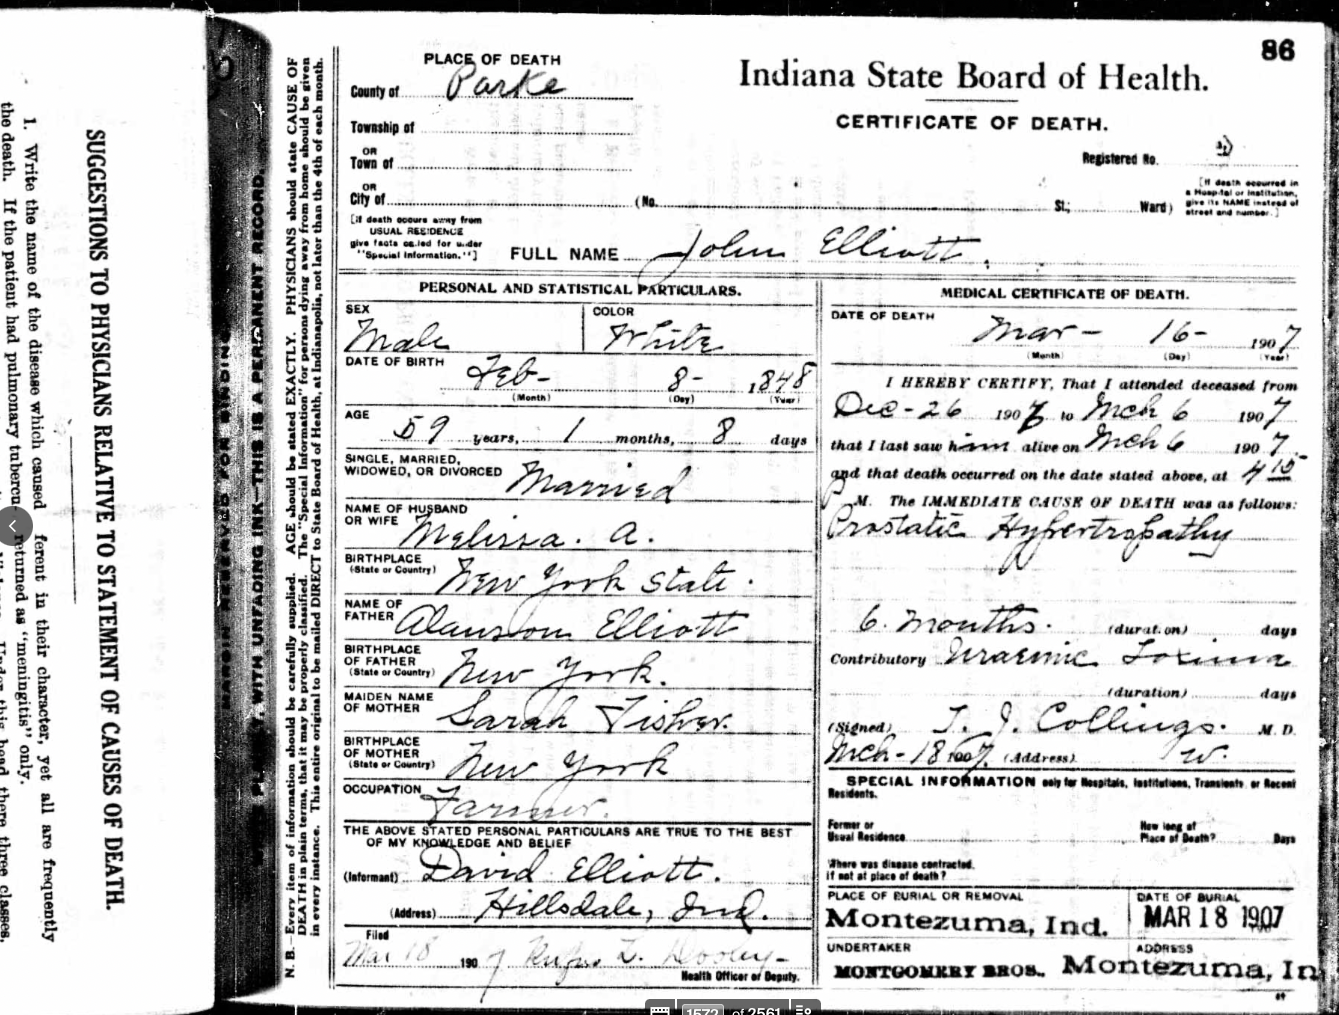 SUGGESTIONS TO PHYSICIANS RELATIVE TO STATEMENT OF CAUSES OF DEATH.
1. Write the name of the disease which caused
the death. If the patient had pulmonary tubercu-
ferent in their character, yet all are frequently
returned as "meningitis" only.
Under this head there three classes,
MARGIN RESERVED FOR BINDING
WITH UNFADING INK—THIS IS A PERMANENT RECORD.
N. B.—Every item of information should be carefully supplied. AGE should be stated EXACTLY. PHYSICIANS should state CAUSE OF
DEATH in plain terms, that it may be properly classified. The "Special Information" for persons dying away from home should be given
in every instance. This entire original to be mailed DIRECT to State Board of Health, at Indianapolis, not later than the 4th of each month.
86
PLACE OF DEATH
County of Parke
Township of
OR
Town of
OR
City of
(No. St.; Ward)
Indiana State Board of Health.
CERTIFICATE OF DEATH.
Registered No.
[If death occurred in
a Hospital or Institution,
give its NAME instead of
street and number.]
[If death occurs away from
USUAL RESIDENCE
give facts called for under
"Special Information."]
FULL NAME John Elliott.
PERSONAL AND STATISTICAL PARTICULARS.
SEX
Male
COLOR
White
DATE OF BIRTH
Feb- 8- 1848
(Month) (Day) (Year)
AGE
59 years, 1 months, 8 days
SINGLE, MARRIED,
WIDOWED, OR DIVORCED
Married
NAME OF HUSBAND
OR WIFE
Melissa. A.
BIRTHPLACE
(State or Country)
New York State.
NAME OF
FATHER
Alanson Elliott
BIRTHPLACE
OF FATHER
(State or Country)
New York.
MAIDEN NAME
OF MOTHER
Sarah Fisher.
BIRTHPLACE
OF MOTHER
(State or Country)
New York
OCCUPATION
Farmer.
THE ABOVE STATED PERSONAL PARTICULARS ARE TRUE TO THE BEST
OF MY KNOWLEDGE AND BELIEF
(Informant) David Elliott.
(Address) Hillsdale, Ind.
Filed
Mar 18 1907 Rufus L. Dooley-
Health Officer or Deputy.
MEDICAL CERTIFICATE OF DEATH.
DATE OF DEATH
Mar- 16- 1907
(Month) (Day) (Year)
I HEREBY CERTIFY, That I attended deceased from
Dec-26 190 to Mch 6 1907
that I last saw him alive on Mch 6 1907
and that death occurred on the date stated above, at 4 15
P M. The IMMEDIATE CAUSE OF DEATH was as follows:
Prostatic Hypertropathy
6. Months. (duration) days
Contributory Uraemic Toximia
(duration) days
(Signed) J. J. Collings. M. D.
Mch-18 1907. (Address) W.
SPECIAL INFORMATION only for Hospitals, Institutions, Transients, or Recent
Residents.
Former or
Usual Residence
How long at
Place of Death? Days
Where was disease contracted,
if not at place of death?
PLACE OF BURIAL OR REMOVAL
Montezuma, Ind.
DATE OF BURIAL
MAR 18 1907
UNDERTAKER
MONTGOMERY BROS.,
ADDRESS
Montezuma, In
1572 of 2561